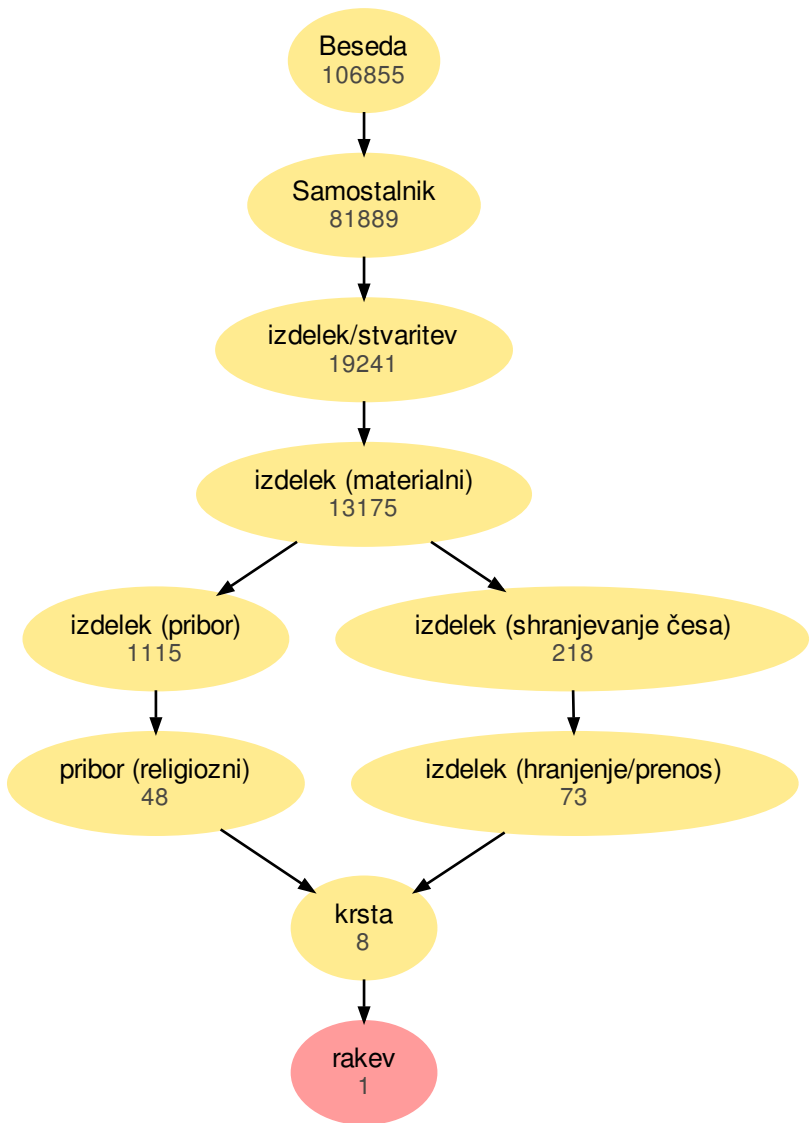 Beseda
106855
Samostalnik
81889
izdelek/stvaritev
19241
izdelek (materialni)
13175
izdelek (pribor)
1115
izdelek (shranjevanje česa)
218
pribor (religiozni)
48
izdelek (hranjenje/prenos)
73
krsta
8
rakev
1